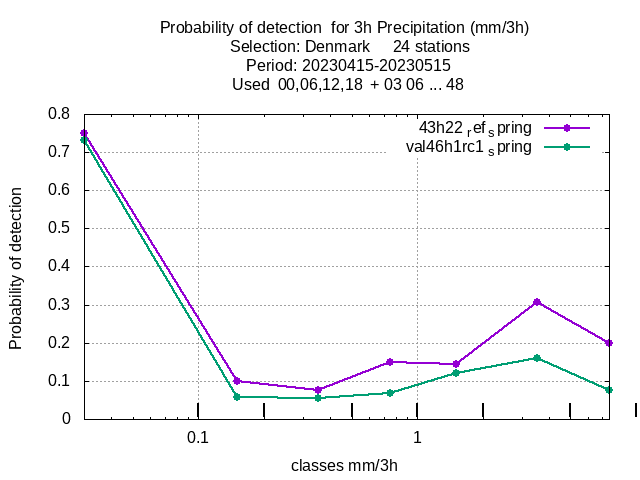 Probability of detection  for 3h Precipitation (mm/3h)
Selection: Denmark     24 stations
Period: 20230415-20230515
Used  00,06,12,18  + 03 06 ... 48
43h22 ref spring
val46h1rc1 spring
0.8
0.7
0.6
0.5
0.4
0.3
0.2
0.1
0
Probability of detection
0.1
1
classes mm/3h